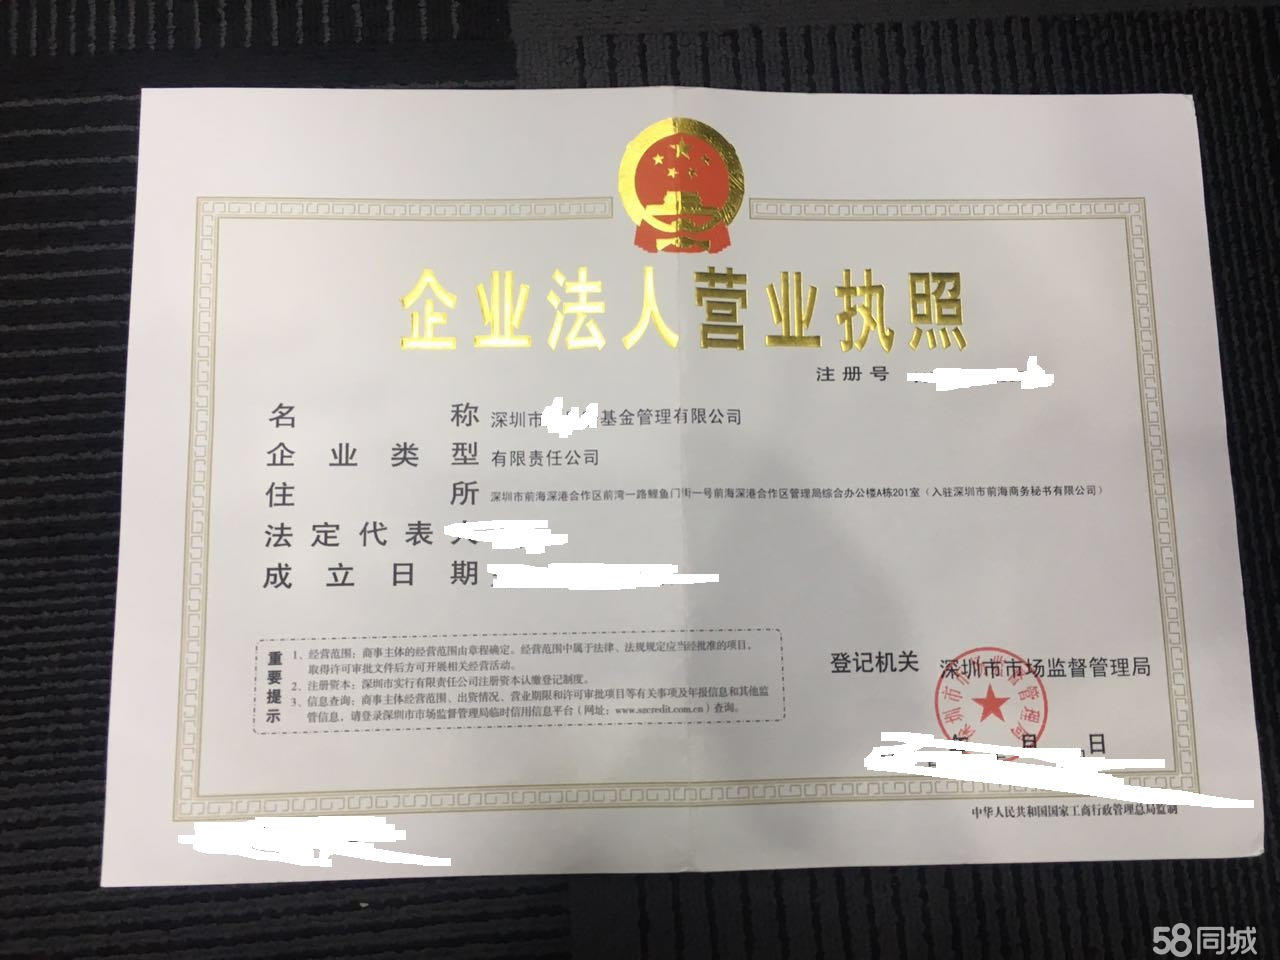 企业法人营业执照
注册号
名称 深圳市 基金管理有限公司
企业类型 有限责任公司
住所 深圳市前海深港合作区前湾一路鲤鱼门街一号前海深港合作区管理局综合办公楼A栋201室(入驻深圳市前海商务秘书有限公司)
法定代表人
成立日期
重要提示
1、经营范围:商事主体的经营范围由章程确定。经营范围中属于法律、法规规定应当经批准的项目,
取得许可审批文件后方可开展相关经营活动。
2、注册资本:深圳市实行有限责任公司注册资本认缴登记制度。
3、信息查询:商事主体经营范围、出资情况、营业期限和许可审批项目等有关事项及年报信息和其他监
管信息,请登录深圳市市场监督管理局临时信用信息平台(网址:www.szcredit.com.cn)查询。
登记机关 深圳市市场监督管理局
深圳市市场监督管理局
年 月 日
中华人民共和国国家工商行政管理总局监制
58同城